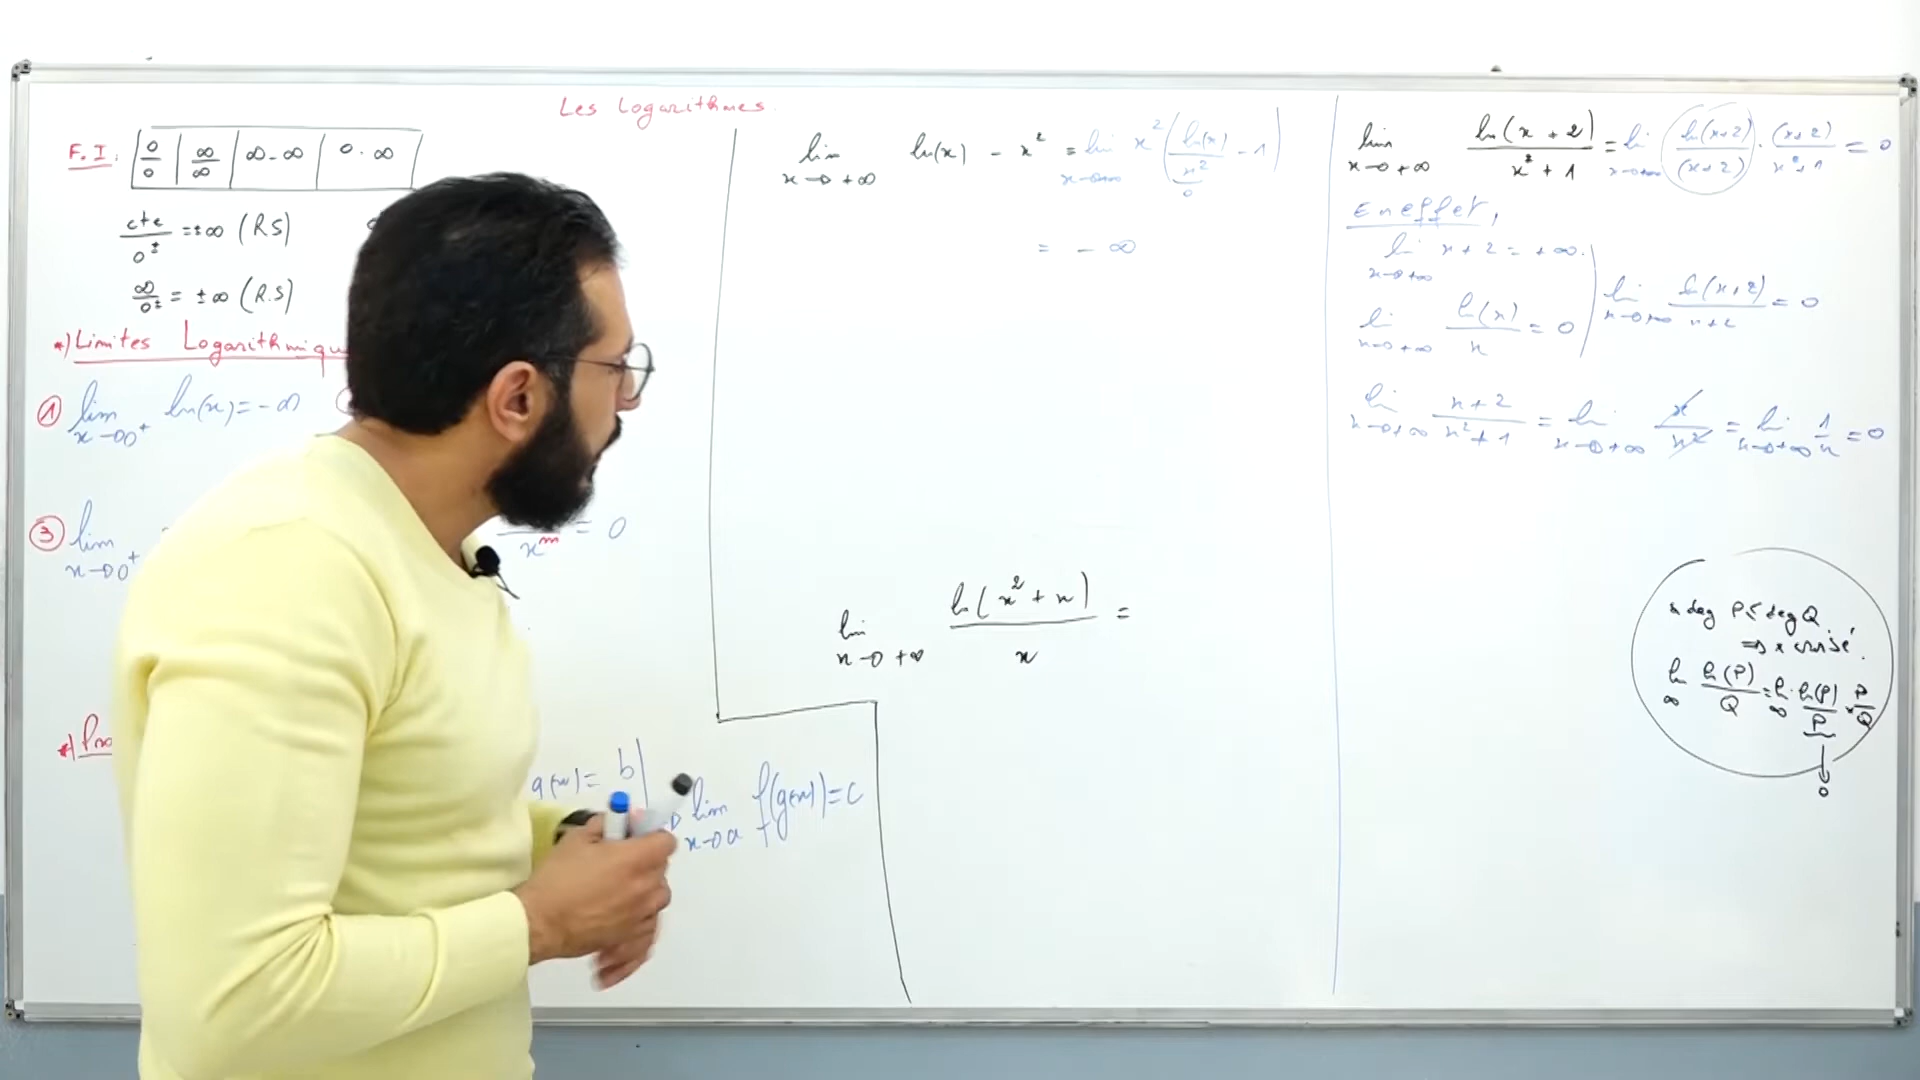 Les Logarithmes.
F.I: 0/0 | ∞/∞ | ∞-∞ | 0·∞
cte/0± = ±∞ (RS)
∞/0± = ± ∞ (R.S)
*) Limites Logarithmiqu
① lim x→0+ ln(x) = -∞
③ lim x→0+
x^m = 0
g(x) = b
lim x→a f(g(x)) = c
lim x→+∞ ln(x) - x² = lim x→+∞ x² (ln(x)/x² - 1)
0
= - ∞
lim x→+∞ ln(x² + x)/x =
lim x→+∞ ln(x + 2)/x² + 1 = lim x→+∞ ln(x+2)/(x+2) · (x+2)/x²+1 = 0
En effet,
lim x→+∞ x + 2 = +∞.
lim x→+∞ ln(x)/x = 0
lim x→+∞ ln(x+2)/x+2 = 0
lim x→+∞ x+2/x²+1 = lim x→+∞ x/x² = lim x→+∞ 1/x = 0
* deg P ≤ deg Q
lim ∞ ln(P)/Q = lim ∞ ln(P)/P × P/Q
0